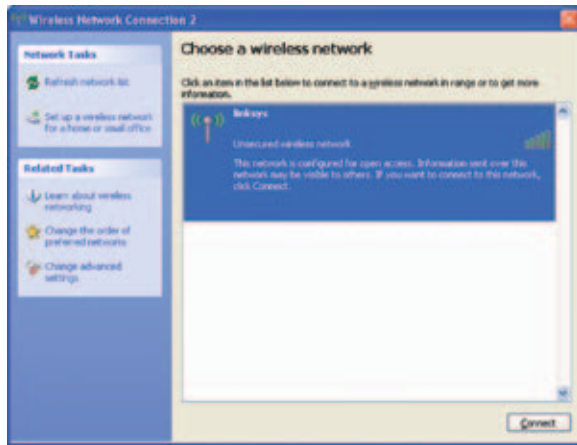 Wireless Network Connection 2
Network Tasks
Refresh network list
Set up a wireless network
for a home or small office
Related Tasks
Learn about wireless
networking
Change the order of
preferred networks
Change advanced
settings
Choose a wireless network
Click an item in the list below to connect to a wireless network in range or to get more
information.
linksys
Unsecured wireless network
This network is configured for open access. Information sent over this
network may be visible to others. If you want to connect to this network,
click Connect.
Connect